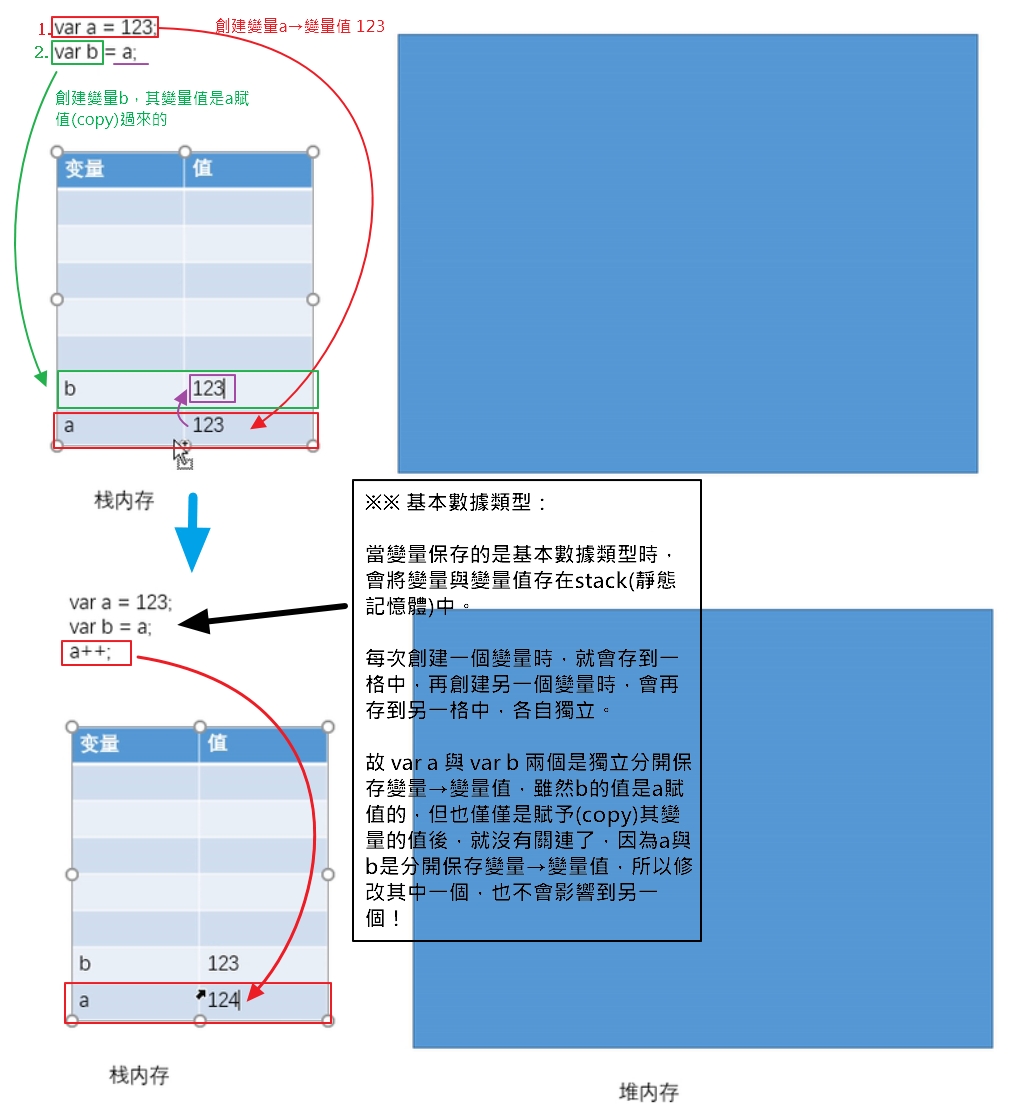 1. var a = 123;
創建變量a→變量值 123
2. var b = a;
創建變量b，其變量值是a賦
值(copy)過來的
变量 值
b 123
a 123
栈内存
※※ 基本數據類型：
當變量保存的是基本數據類型時，
會將變量與變量值存在stack(靜態
記憶體)中。
每次創建一個變量時，就會存到一
格中，再創建另一個變量時，會再
存到另一格中，各自獨立。
故 var a 與 var b 兩個是獨立分開保
存變量→變量值，雖然b的值是a賦
值的，但也僅僅是賦予(copy)其變
量的值後，就沒有關連了，因為a與
b是分開保存變量→變量值，所以修
改其中一個，也不會影響到另一
個！
var a = 123;
var b = a;
a++;
变量 值
b 123
a 124
栈内存
堆内存